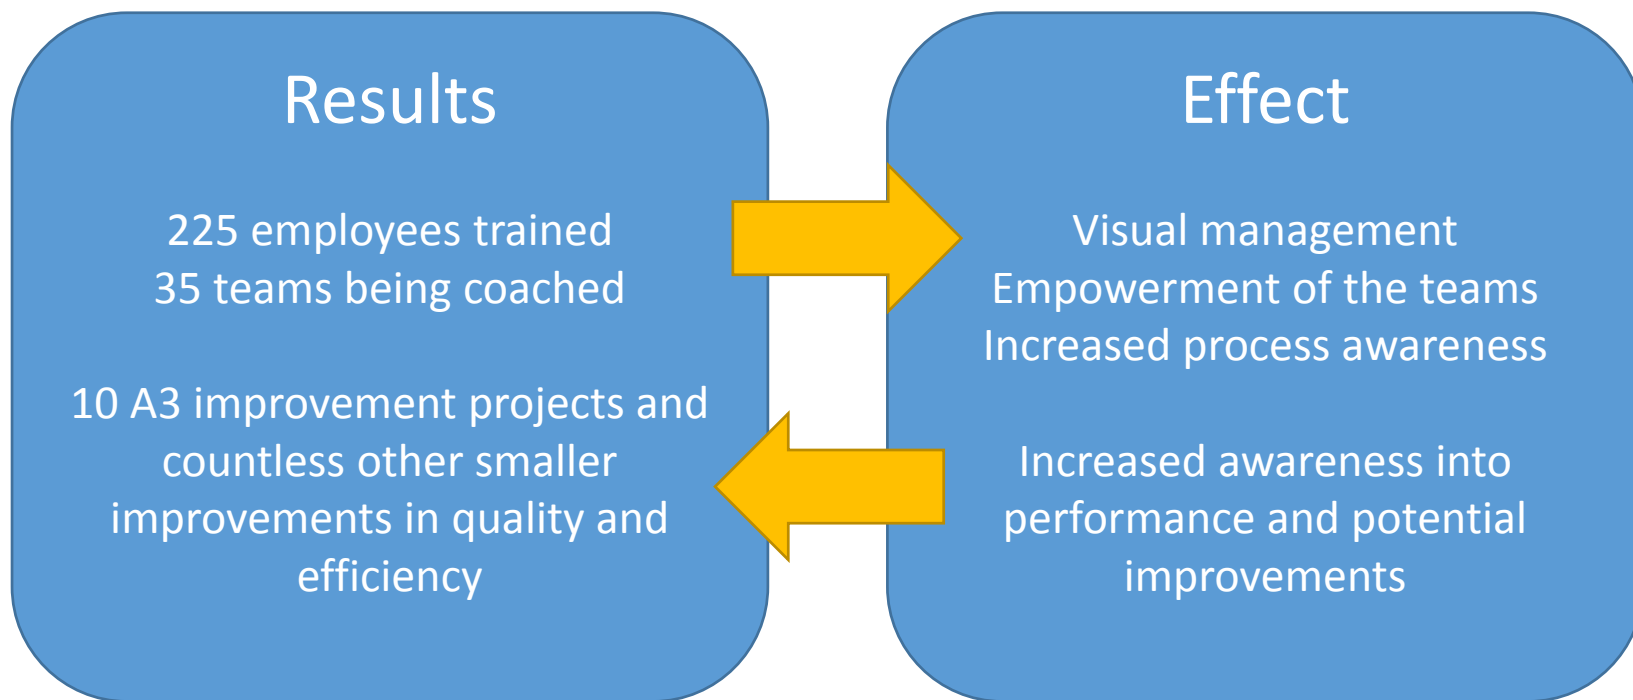 Results
225 employees trained
35 teams being coached
10 A3 improvement projects and
countless other smaller
improvements in quality and
efficiency
Effect
Visual management
Empowerment of the teams
Increased process awareness
Increased awareness into
performance and potential
improvements